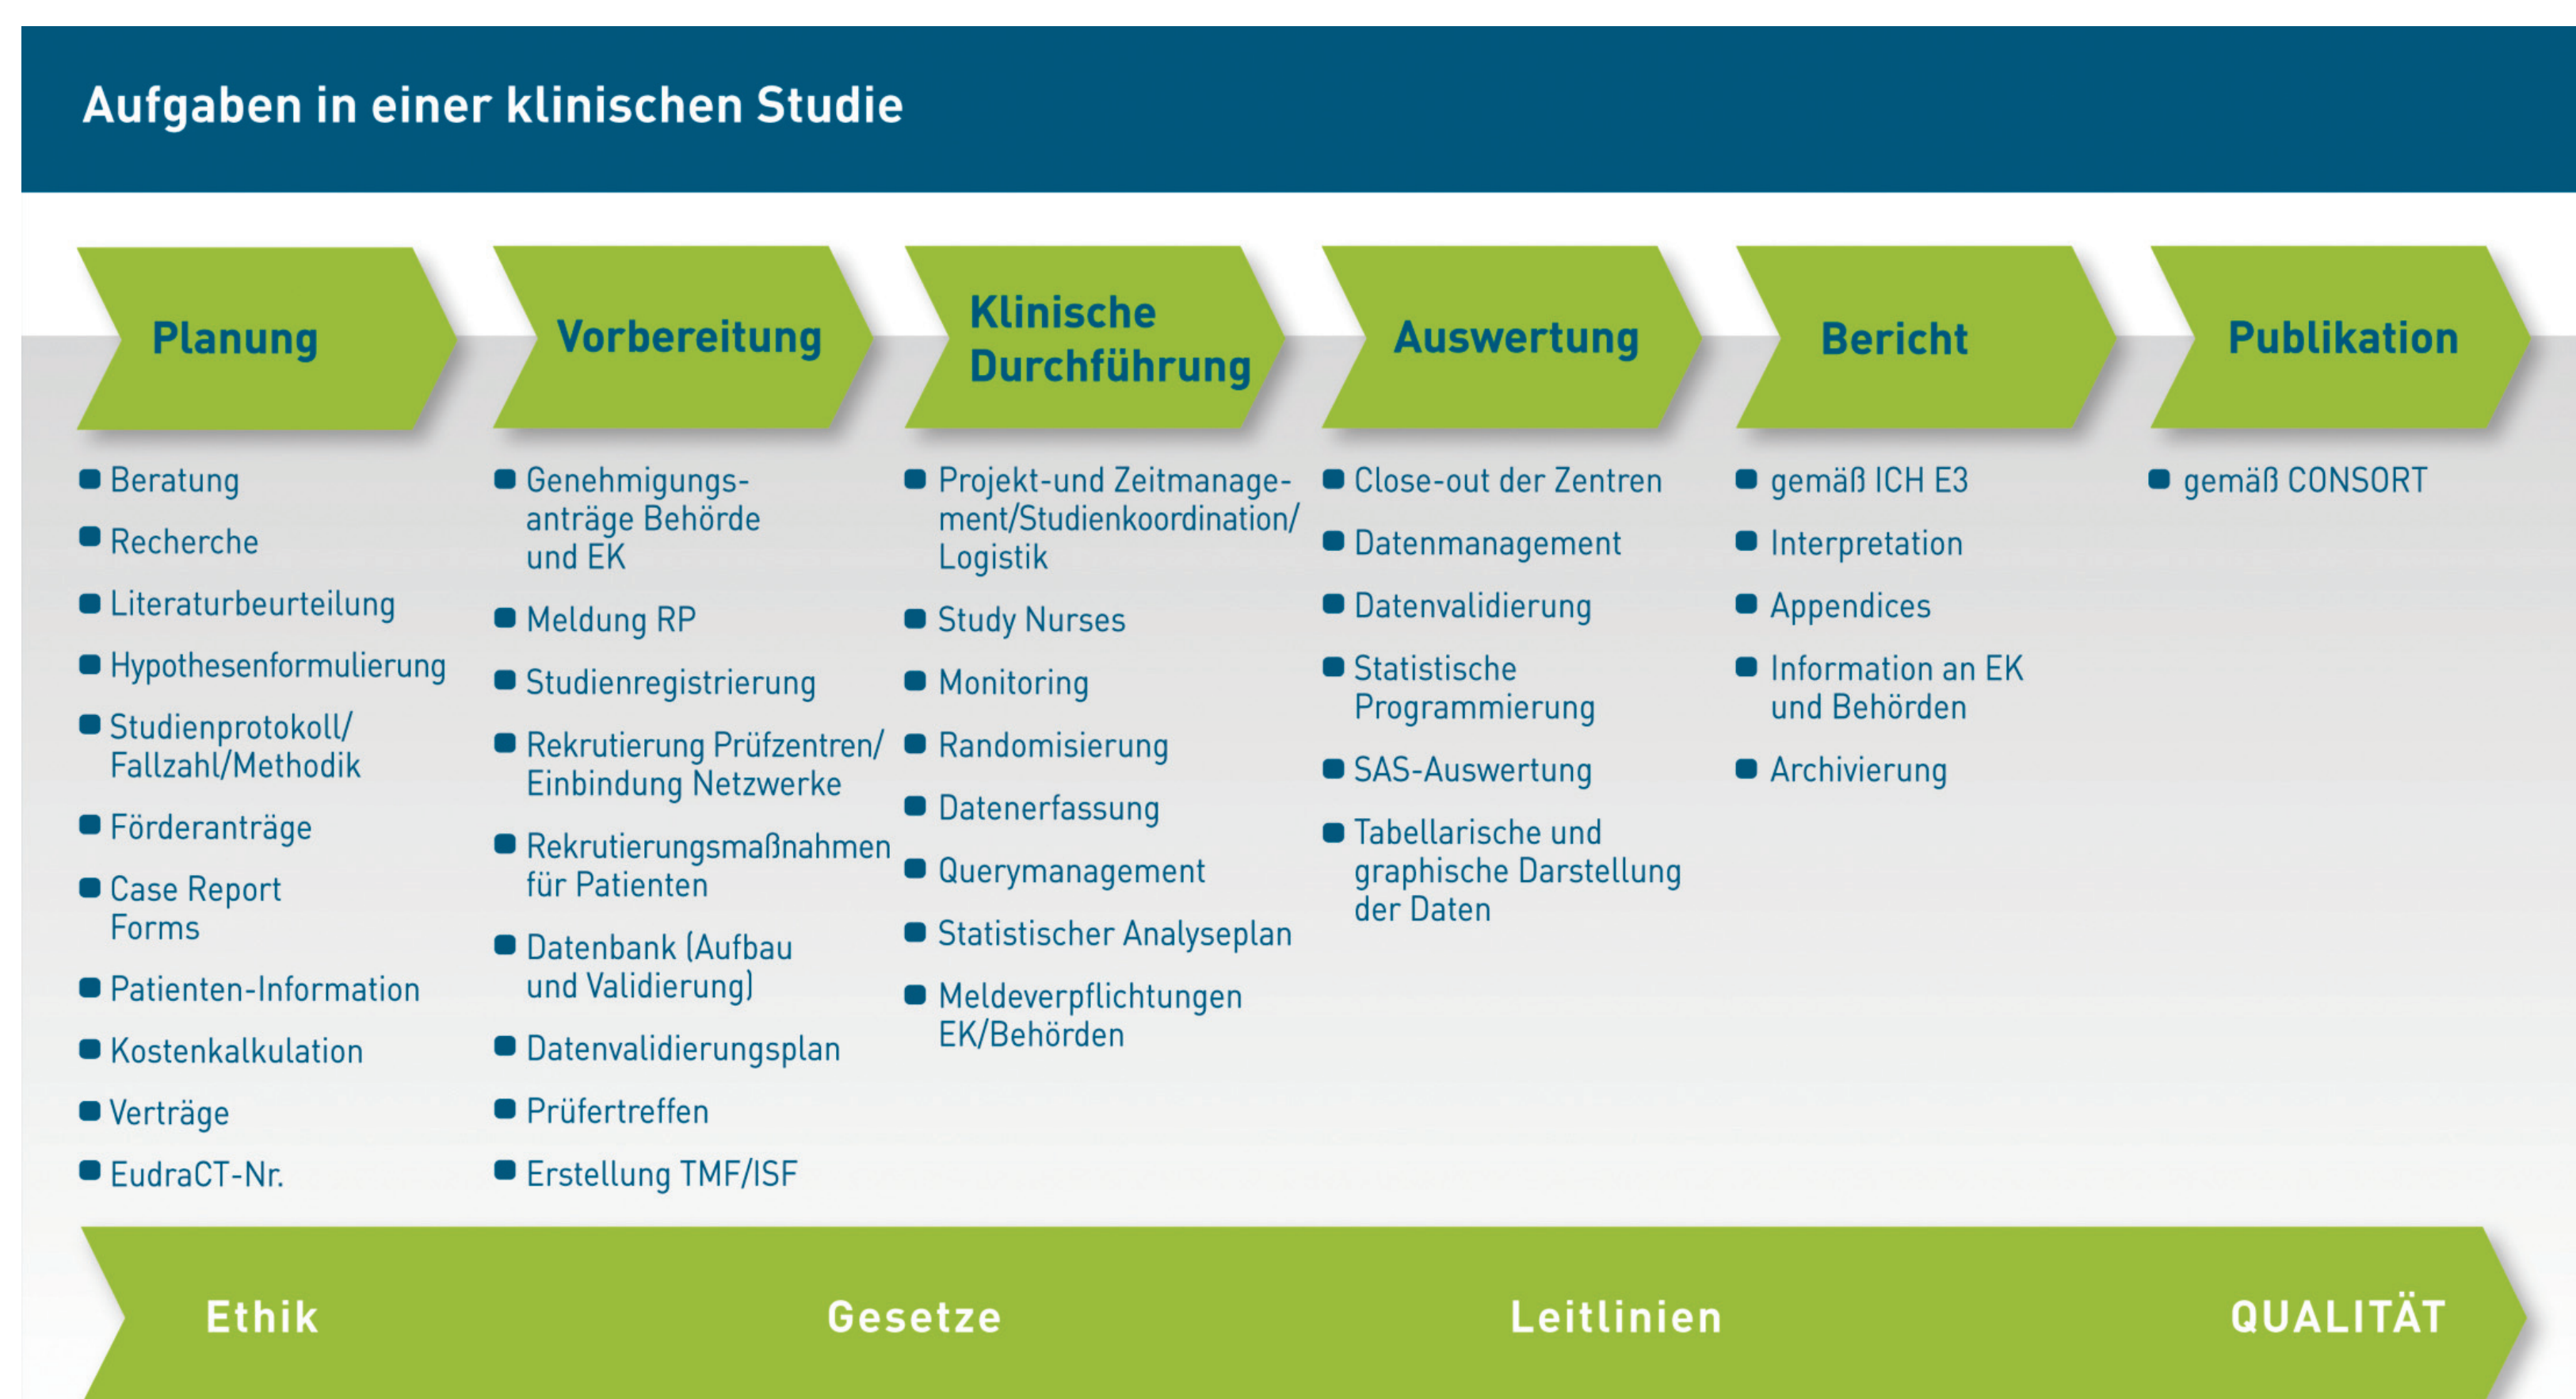 Aufgaben in einer klinischen Studie
Planung
Beratung
Recherche
Literaturbeurteilung
Hypothesenformulierung
Studienprotokoll/
Fallzahl/Methodik
Förderanträge
Case Report
Forms
Patienten-Information
Kostenkalkulation
Verträge
EudraCT-Nr.
Vorbereitung
Genehmigungs-
anträge Behörde
und EK
Meldung RP
Studienregistrierung
Rekrutierung Prüfzentren/
Einbindung Netzwerke
Rekrutierungsmaßnahmen
für Patienten
Datenbank (Aufbau
und Validierung)
Datenvalidierungsplan
Prüfertreffen
Erstellung TMF/ISF
Klinische
Durchführung
Projekt-und Zeitmanage-
ment/Studienkoordination/
Logistik
Study Nurses
Monitoring
Randomisierung
Datenerfassung
Querymanagement
Statistischer Analyseplan
Meldeverpflichtungen
EK/Behörden
Auswertung
Close-out der Zentren
Datenmanagement
Datenvalidierung
Statistische
Programmierung
SAS-Auswertung
Tabellarische und
graphische Darstellung
der Daten
Bericht
gemäß ICH E3
Interpretation
Appendices
Information an EK
und Behörden
Archivierung
Publikation
gemäß CONSORT
Ethik
Gesetze
Leitlinien
QUALITÄT